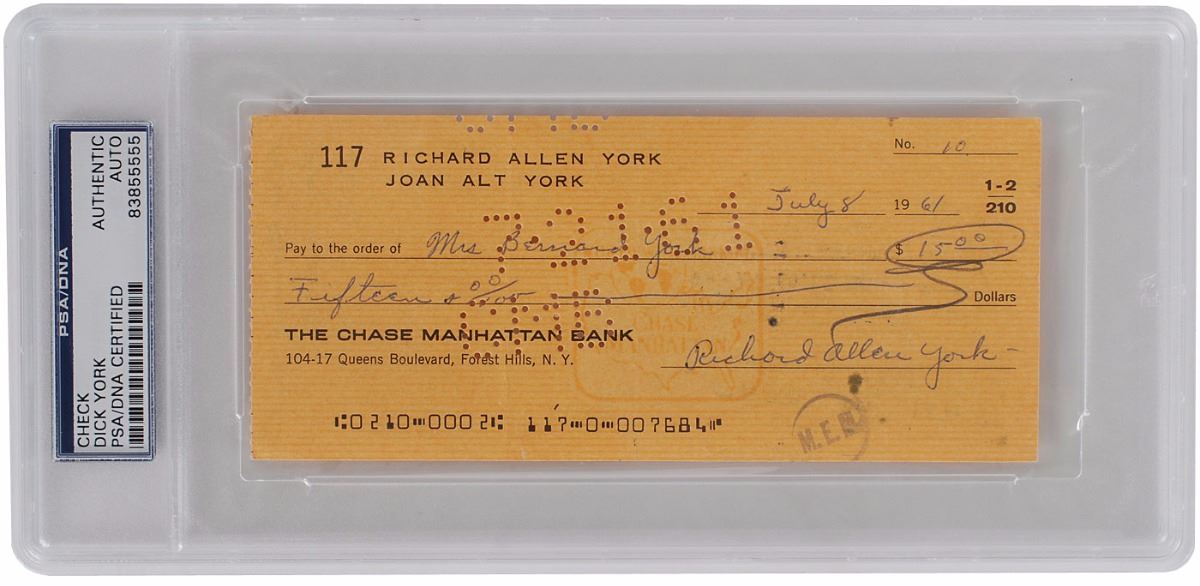 PSA/DNA
AUTHENTIC
AUTO
83855555
CHECK
DICK YORK
PSA/DNA CERTIFIED
117 RICHARD ALLEN YORK
JOAN ALT YORK
No. 10
1-2
210
July 8 1961
Pay to the order of Mrs Bernard York $ 15 00
Fifteen & 00/00 Dollars
THE CHASE MANHATTAN BANK
104-17 Queens Boulevard, Forest Hills, N. Y.
CHASE
MANHATTAN
Richard Allen York
⑆0210⑉0002⑆ 117⑉0⑉007684⑈